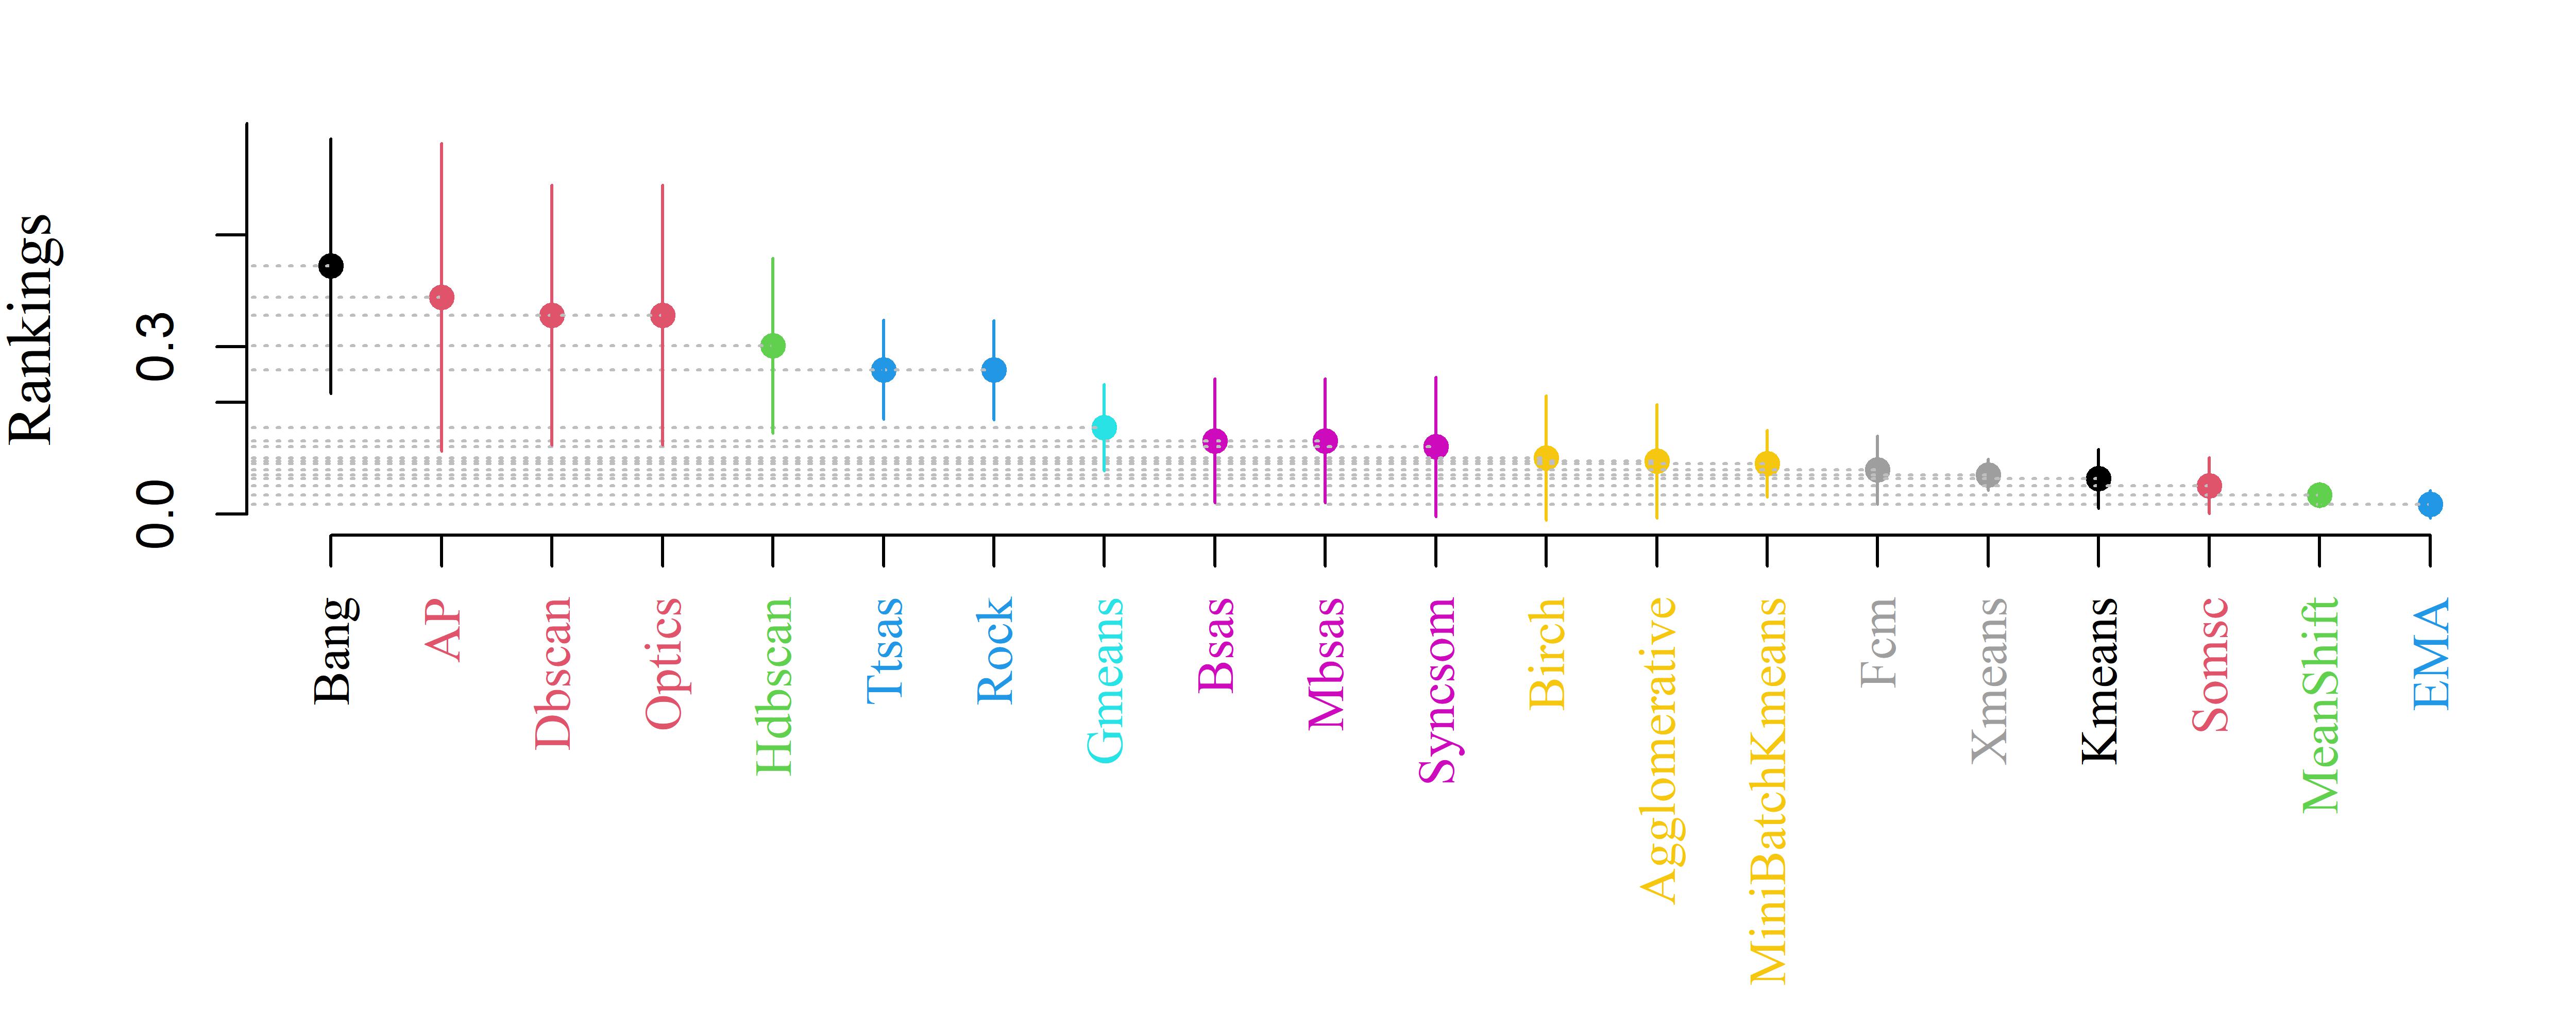 Rankings
0.3
0.0
Bang
AP
Dbscan
Optics
Hdbscan
Ttsas
Rock
Gmeans
Bsas
Mbsas
Syncsom
Birch
Agglomerative
MiniBatchKmeans
Fcm
Xmeans
Kmeans
Somsc
MeanShift
EMA